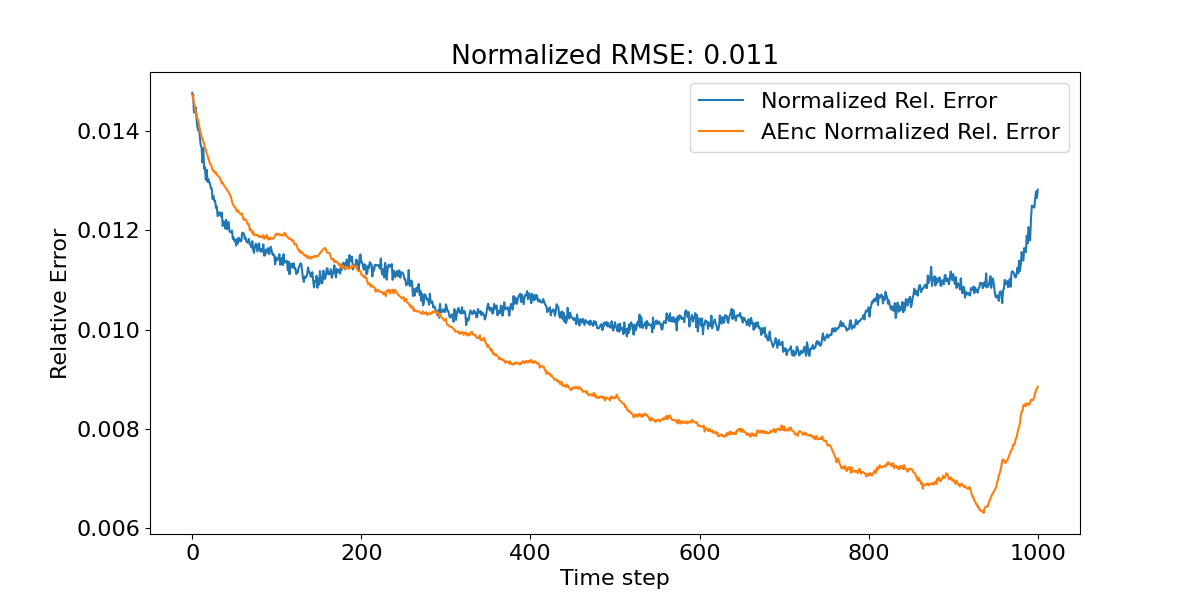 Normalized RMSE: 0.011
Normalized Rel. Error
AEnc Normalized Rel. Error
Relative Error
0.014
0.012
0.010
0.008
0.006
0 200 400 600 800 1000
Time step